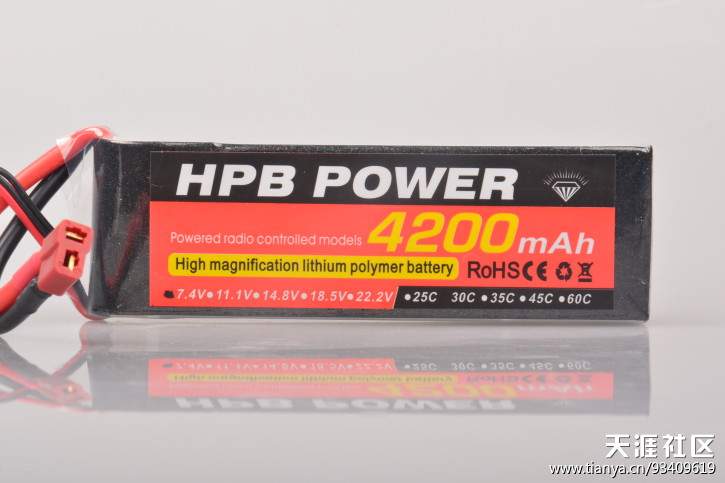 HPB POWER
Powered radio controlled models 4200mAh
High magnification lithium polymer battery RoHS CE
7.4V●11.1V●14.8V●18.5V●22.2V ●25C 30C ●35C ●45C ●60C
天涯社区
www.tianya.cn/93409619